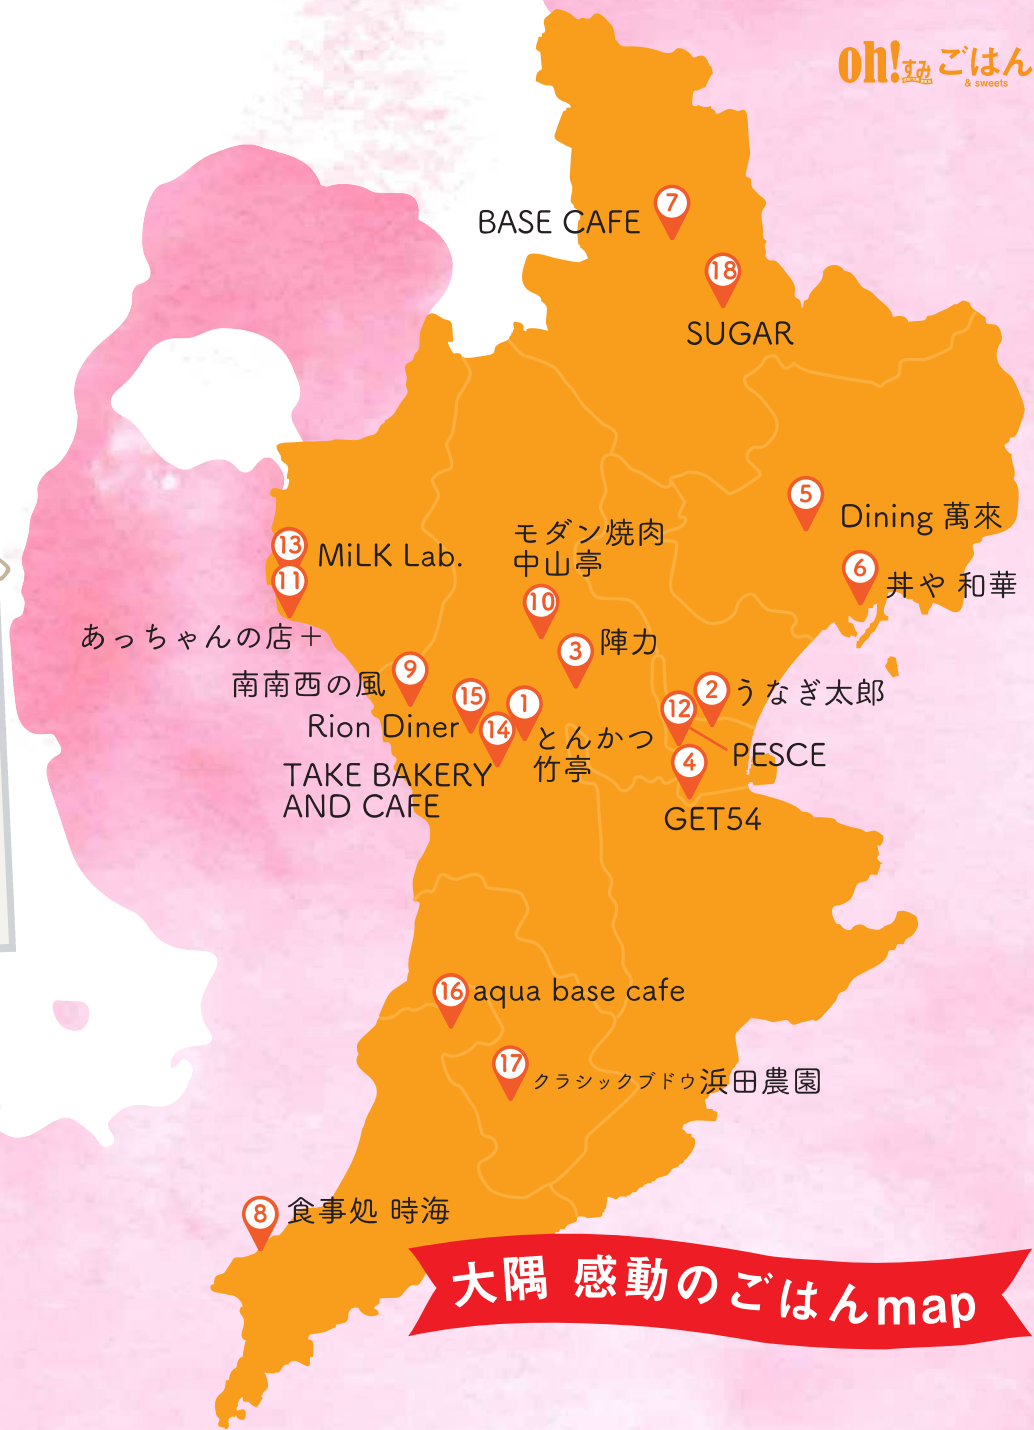 oh!すみごはん
& sweets
7
BASE CAFE
18
SUGAR
5
Dining 萬來
6
丼や 和華
13
MiLK Lab.
11
あっちゃんの店＋
モダン焼肉
中山亭
10
3
陣力
9
南南西の風
15
Rion Diner
14
TAKE BAKERY
AND CAFE
1
とんかつ
竹亭
2
うなぎ太郎
12
PESCE
4
GET54
16
aqua base cafe
17
クラシックブドウ浜田農園
8
食事処 時海
大隅 感動のごはんmap